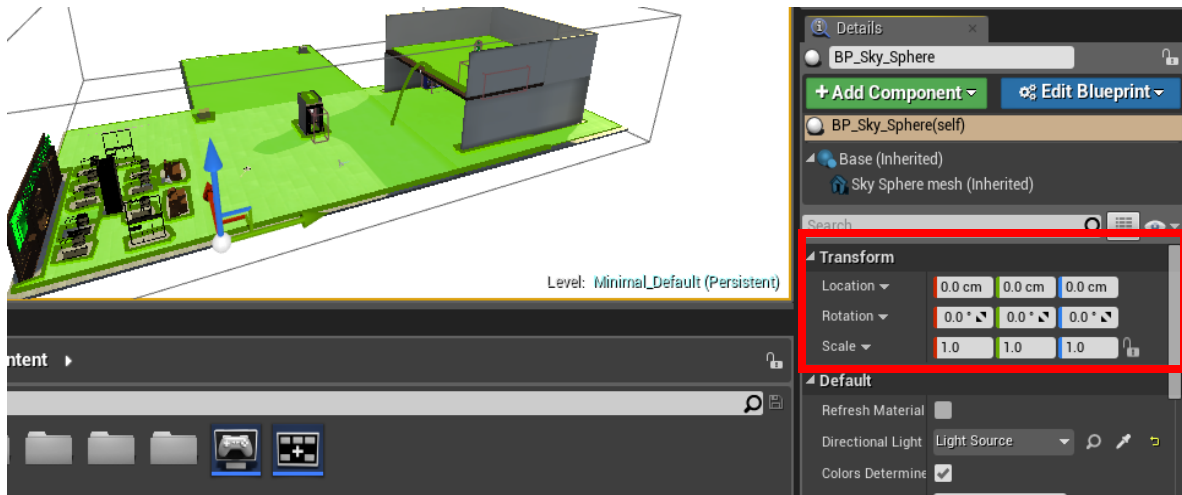 Details
BP_Sky_Sphere
+Add Component
Edit Blueprint
BP_Sky_Sphere(self)
Base (Inherited)
Sky Sphere mesh (Inherited)
Search
Transform
Location 0.0 cm 0.0 cm 0.0 cm
Rotation 0.0 ° 0.0 ° 0.0 °
Scale 1.0 1.0 1.0
Default
Refresh Material
Directional Light Light Source
Colors Determine
Level: Minimal_Default (Persistent)
ntent